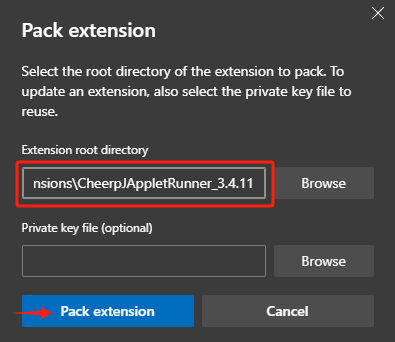 Pack extension
Select the root directory of the extension to pack. To
update an extension, also select the private key file to
reuse.
Extension root directory
nsions\CheerpJAppletRunner_3.4.11
Browse
Private key file (optional)
Browse
Pack extension
Cancel